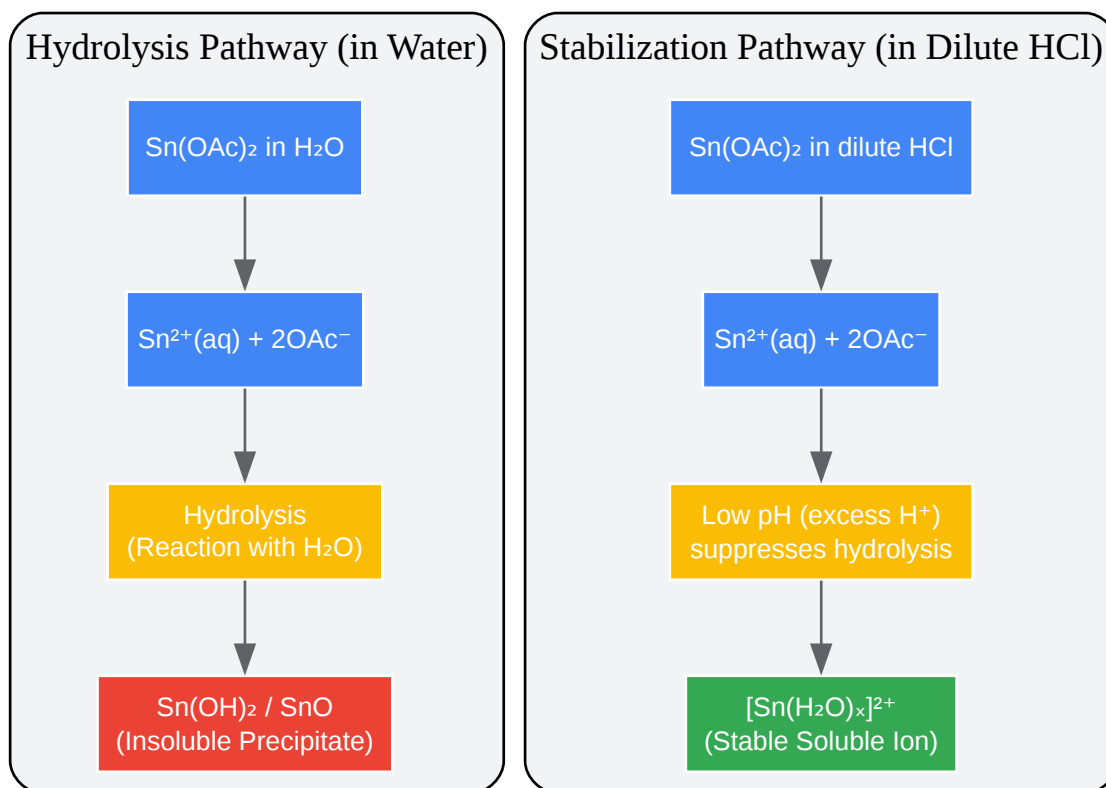 Hydrolysis Pathway (in Water)
Sn(OAc)₂ in H₂O
Sn²⁺(aq) + 2OAc⁻
Hydrolysis
(Reaction with H₂O)
Sn(OH)₂ / SnO
(Insoluble Precipitate)
Stabilization Pathway (in Dilute HCl)
Sn(OAc)₂ in dilute HCl
Sn²⁺(aq) + 2OAc⁻
Low pH (excess H⁺)
suppresses hydrolysis
[Sn(H₂O)ₓ]²⁺
(Stable Soluble Ion)